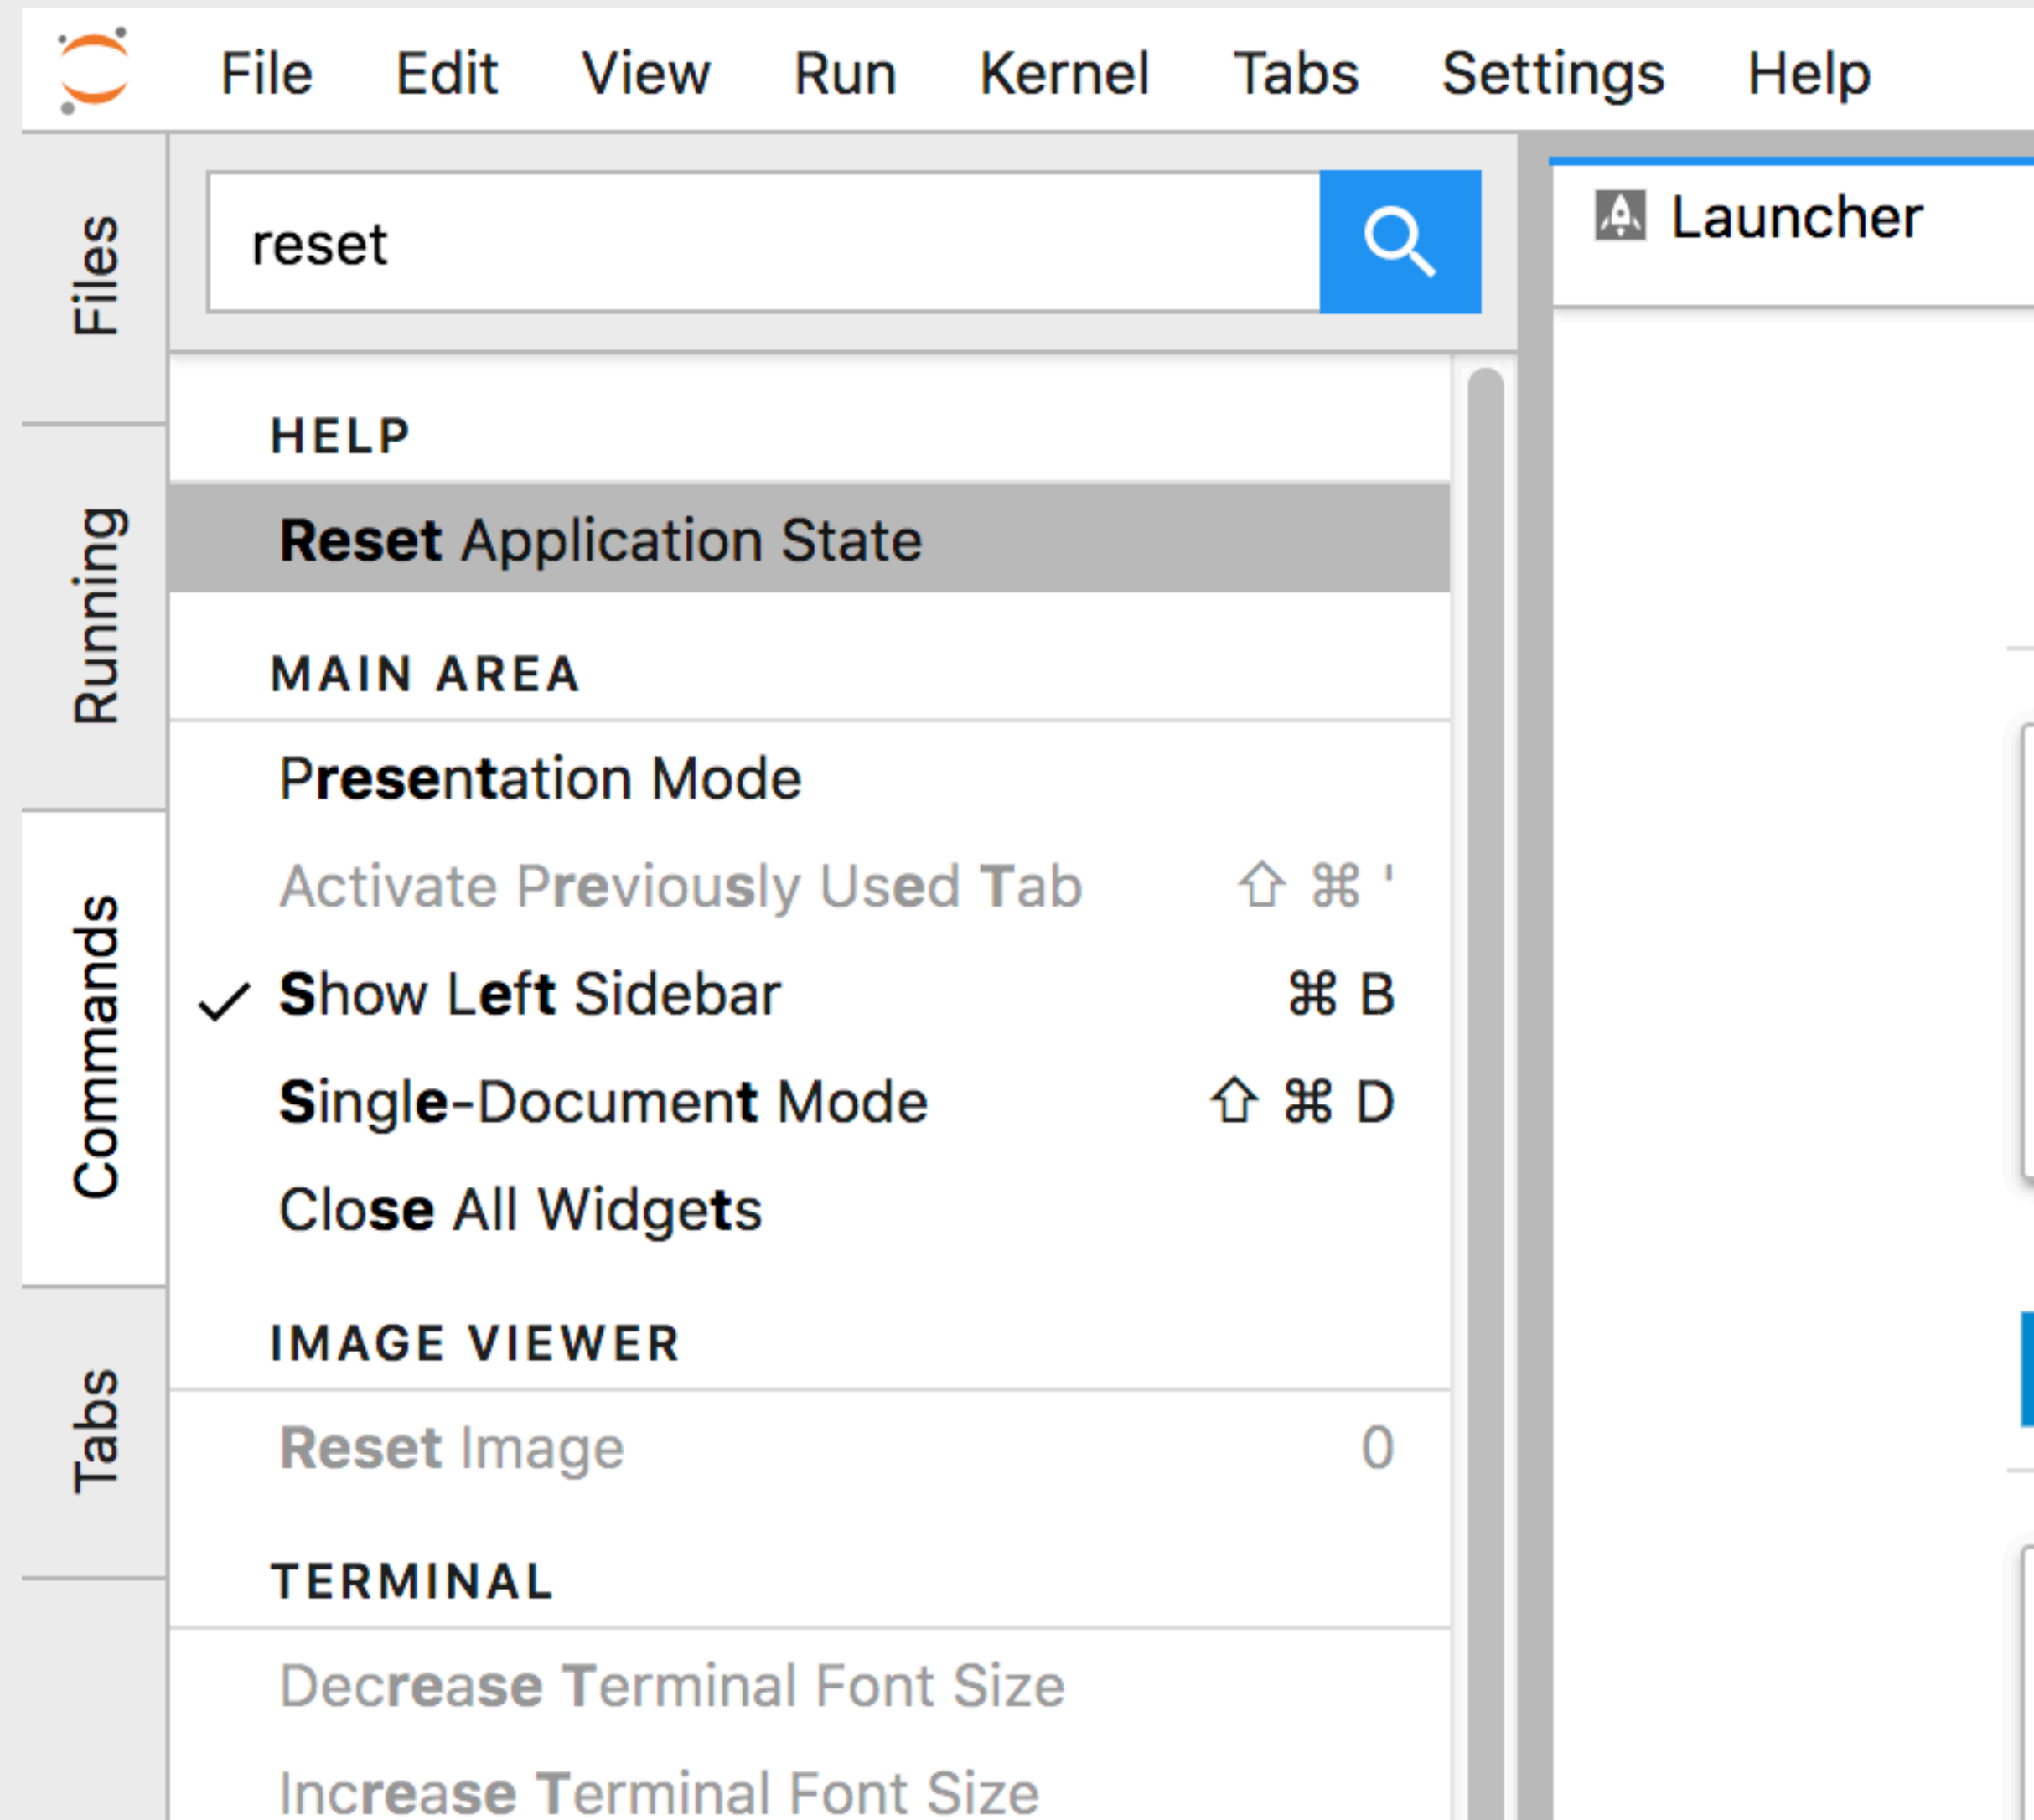 File Edit View Run Kernel Tabs Settings Help
Files
Running
Commands
Tabs
reset
HELP
Reset Application State
MAIN AREA
Presentation Mode
Activate Previously Used Tab ⇧ ⌘ '
Show Left Sidebar ⌘ B
Single-Document Mode ⇧ ⌘ D
Close All Widgets
IMAGE VIEWER
Reset Image 0
TERMINAL
Decrease Terminal Font Size
Increase Terminal Font Size
Launcher